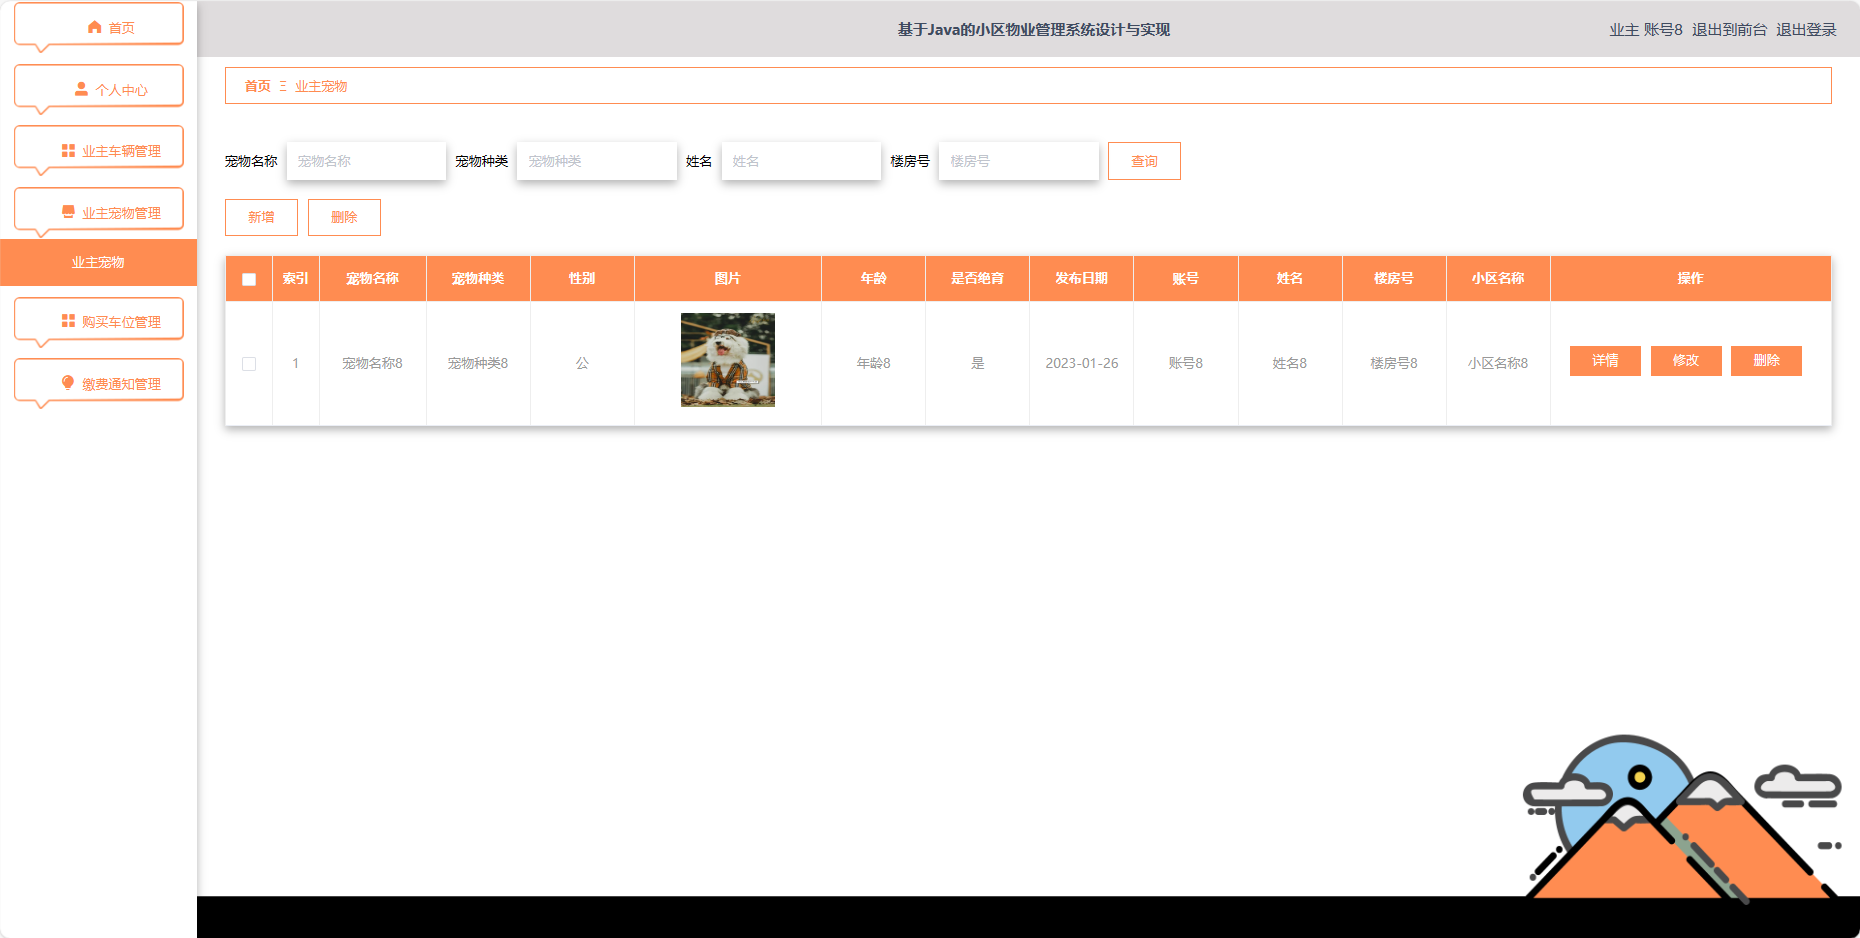 首页
个人中心
业主车辆管理
业主宠物管理
业主宠物
购买车位管理
缴费通知管理
基于Java的小区物业管理系统设计与实现
业主 账号8 退出到前台 退出登录
首页 Ξ 业主宠物
宠物名称 宠物名称 宠物种类 宠物种类 姓名 姓名 楼房号 楼房号 查询
新增 删除
索引 宠物名称 宠物种类 性别 图片 年龄 是否绝育 发布日期 账号 姓名 楼房号 小区名称 操作
1 宠物名称8 宠物种类8 公 年龄8 是 2023-01-26 账号8 姓名8 楼房号8 小区名称8 详情 修改 删除